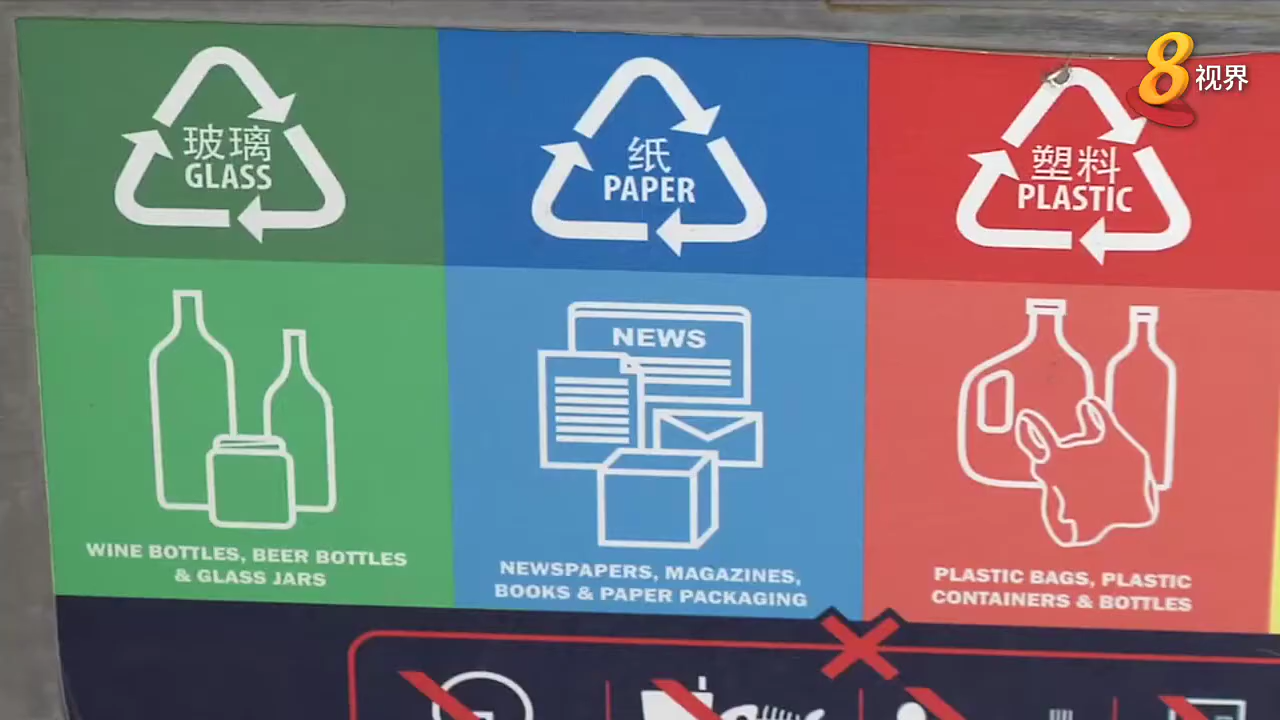 8视界
玻璃
GLASS
纸
PAPER
塑料
PLASTIC
NEWS
WINE BOTTLES, BEER BOTTLES
& GLASS JARS
NEWSPAPERS, MAGAZINES,
BOOKS & PAPER PACKAGING
PLASTIC BAGS, PLASTIC
CONTAINERS & BOTTLES